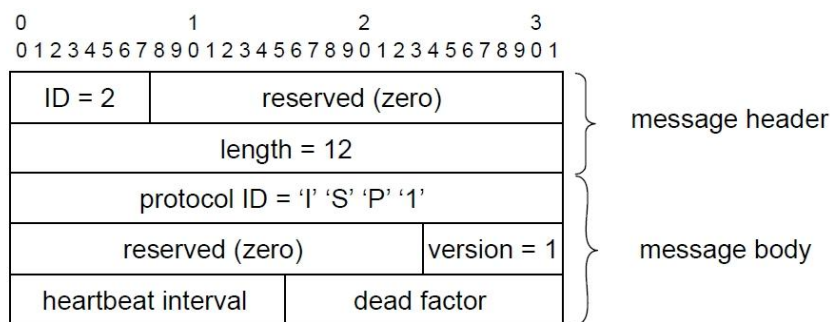 0 1 2 3
0 1 2 3 4 5 6 7 8 9 0 1 2 3 4 5 6 7 8 9 0 1 2 3 4 5 6 7 8 9 0 1
ID = 2 reserved (zero)
message header
length = 12
protocol ID = ‘I’ ‘S’ ‘P’ ‘1’
reserved (zero) version = 1
message body
heartbeat interval dead factor